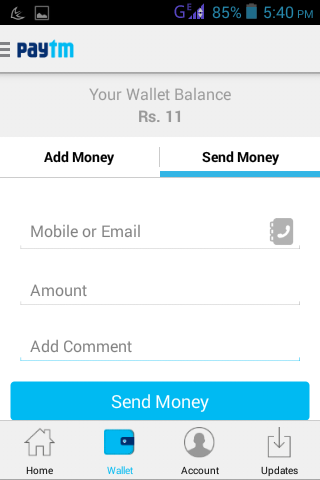 G E 85% 5:40 PM
paytm
Your Wallet Balance
Rs. 11
Add Money Send Money
Mobile or Email
Amount
Add Comment
Send Money
Home Wallet Account Updates